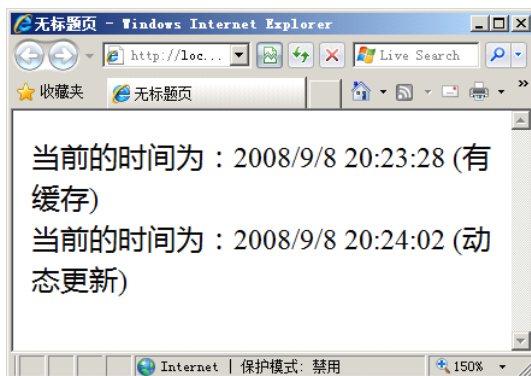 无标题页 - Windows Internet Explorer
http://loc...
Live Search
收藏夹
无标题页
»
当前的时间为：2008/9/8 20:23:28 (有
缓存)
当前的时间为：2008/9/8 20:24:02 (动
态更新)
Internet | 保护模式: 禁用
150%